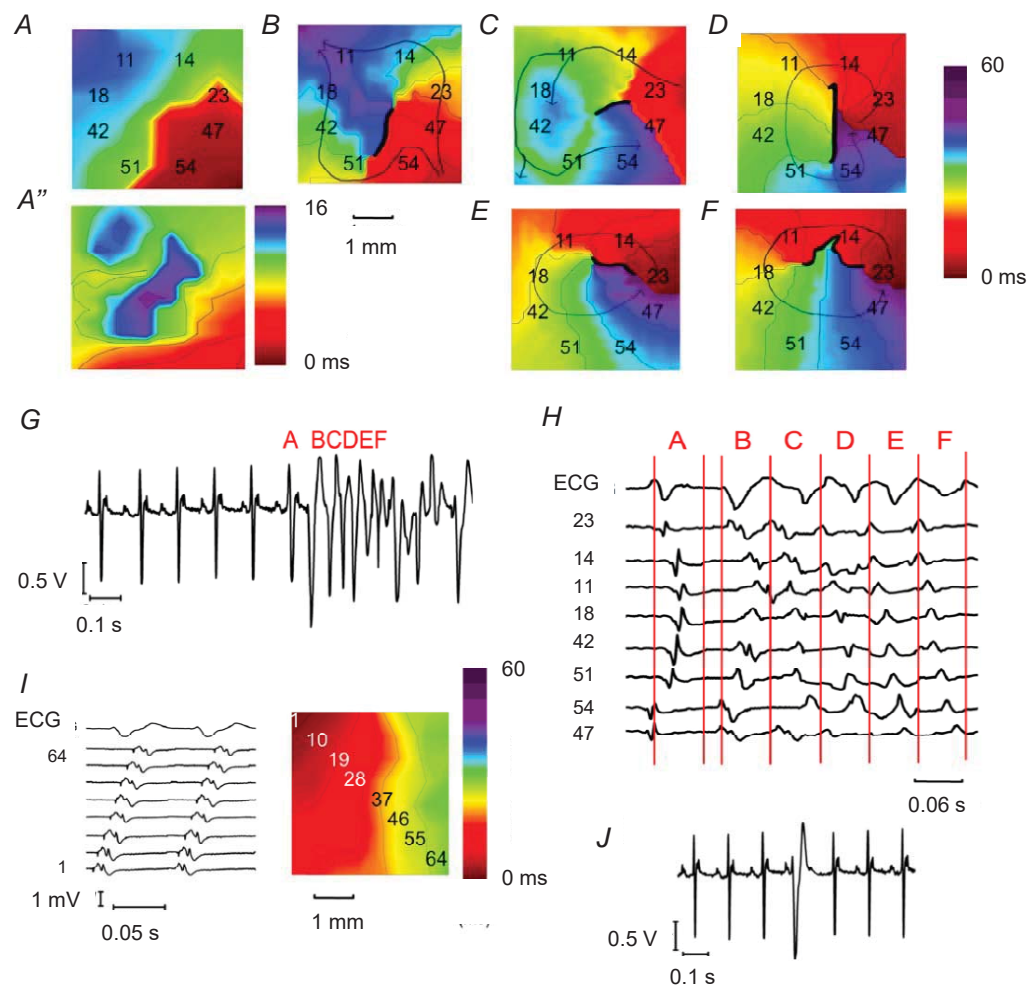 A
11 14
18 23
42 47
51 54
B
11 14
18 23
42 47
51 54
C
11 14
18 23
42 47
51 54
D
11 14
18 23
42 47
51 54
60
0 ms
A”
16
0 ms
1 mm
E
11 14
18 23
42 47
51 54
F
11 14
18 23
42 47
51 54
G
A BCDEF
0.5 V
0.1 s
H
A B C D E F
ECG
23
14
11
18
42
51
54
47
0.06 s
I
ECG
64
1
1 mV
0.05 s
1
10
19
28
37
46
55
64
60
0 ms
1 mm
J
0.5 V
0.1 s